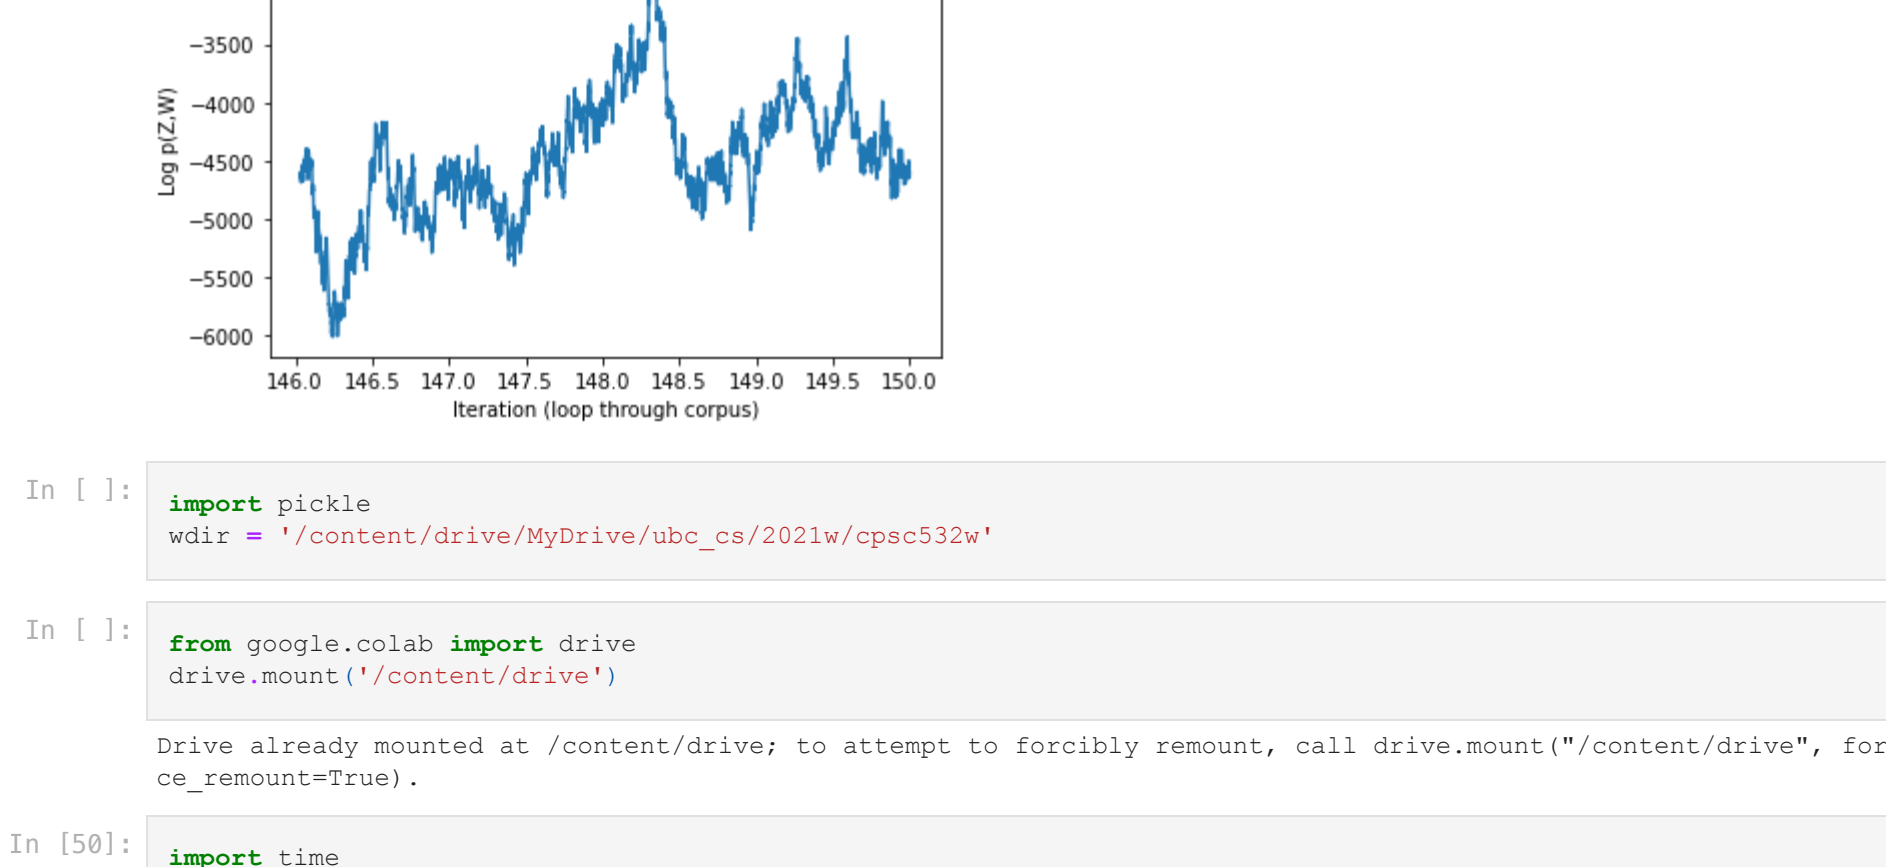 −3500
−4000
−4500
−5000
−5500
−6000
Log p(Z,W)
146.0 146.5 147.0 147.5 148.0 148.5 149.0 149.5 150.0
Iteration (loop through corpus)
In [ ]:
import pickle
wdir = '/content/drive/MyDrive/ubc_cs/2021w/cpsc532w'
In [ ]:
from google.colab import drive
drive.mount('/content/drive')
Drive already mounted at /content/drive; to attempt to forcibly remount, call drive.mount("/content/drive", for
ce_remount=True).
In [50]:
import time